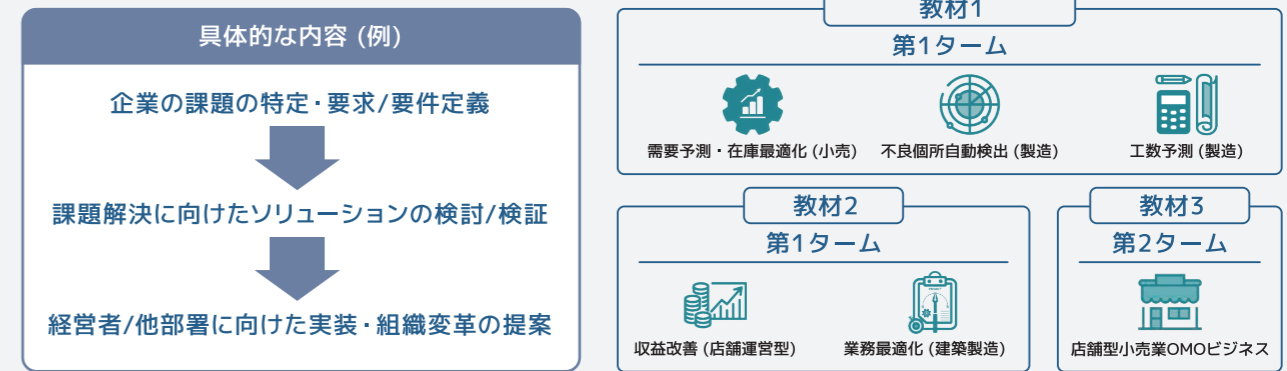 具体的な内容 (例)
企業の課題の特定・要求/要件定義
課題解決に向けたソリューションの検討/検証
経営者/他部署に向けた実装・組織変革の提案
教材1
第1ターム
需要予測・在庫最適化 (小売)
不良個所自動検出 (製造)
工数予測 (製造)
教材2
第1ターム
収益改善 (店舗運営型)
業務最適化 (建築製造)
教材3
第2ターム
店舗型小売業OMOビジネス